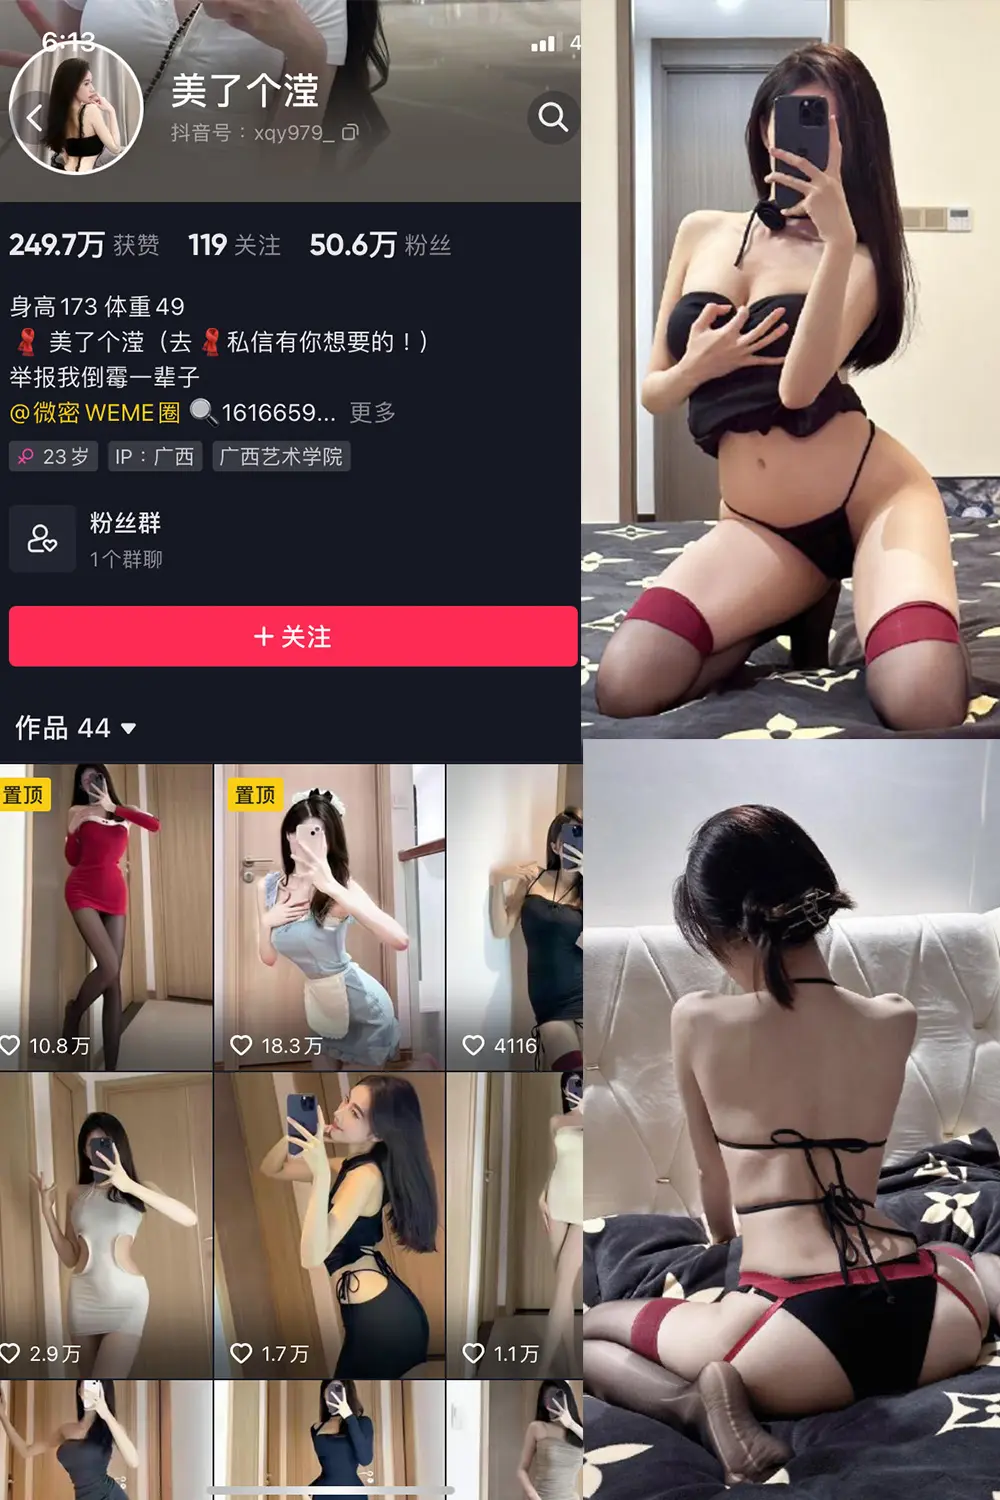 6:13
4
美了个滢
抖音号：xqy979_
249.7万 获赞 119 关注 50.6万 粉丝
身高173 体重49
美了个滢（去 私信有你想要的！）
举报我倒霉一辈子
@微密 WEME圈 1616659... 更多
23岁 IP：广西 广西艺术学院
粉丝群
1个群聊
+ 关注
作品 44
置顶
置顶
10.8万
18.3万
4116
2.9万
1.7万
1.1万